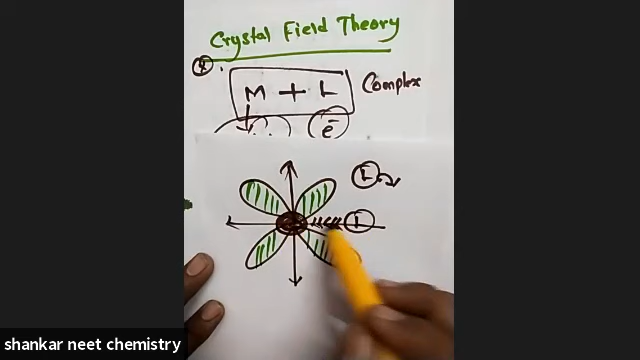 Crystal Field Theory
M + L Complex
e⁻
L
L
shankar neet chemistry